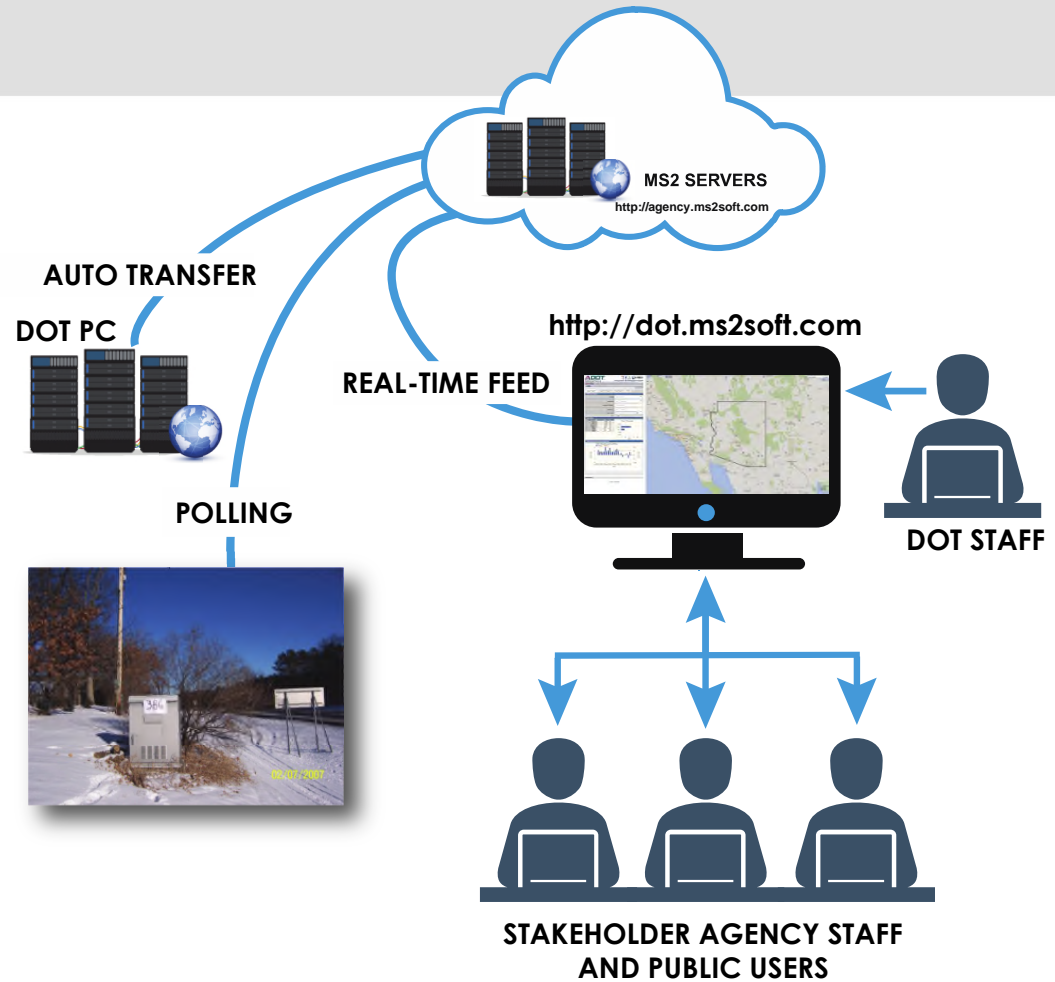 MS2 SERVERS
http://agency.ms2soft.com
AUTO TRANSFER
DOT PC
http://dot.ms2soft.com
REAL-TIME FEED
ADOT
POLLING
DOT STAFF
384
02/07/2007
STAKEHOLDER AGENCY STAFF
AND PUBLIC USERS